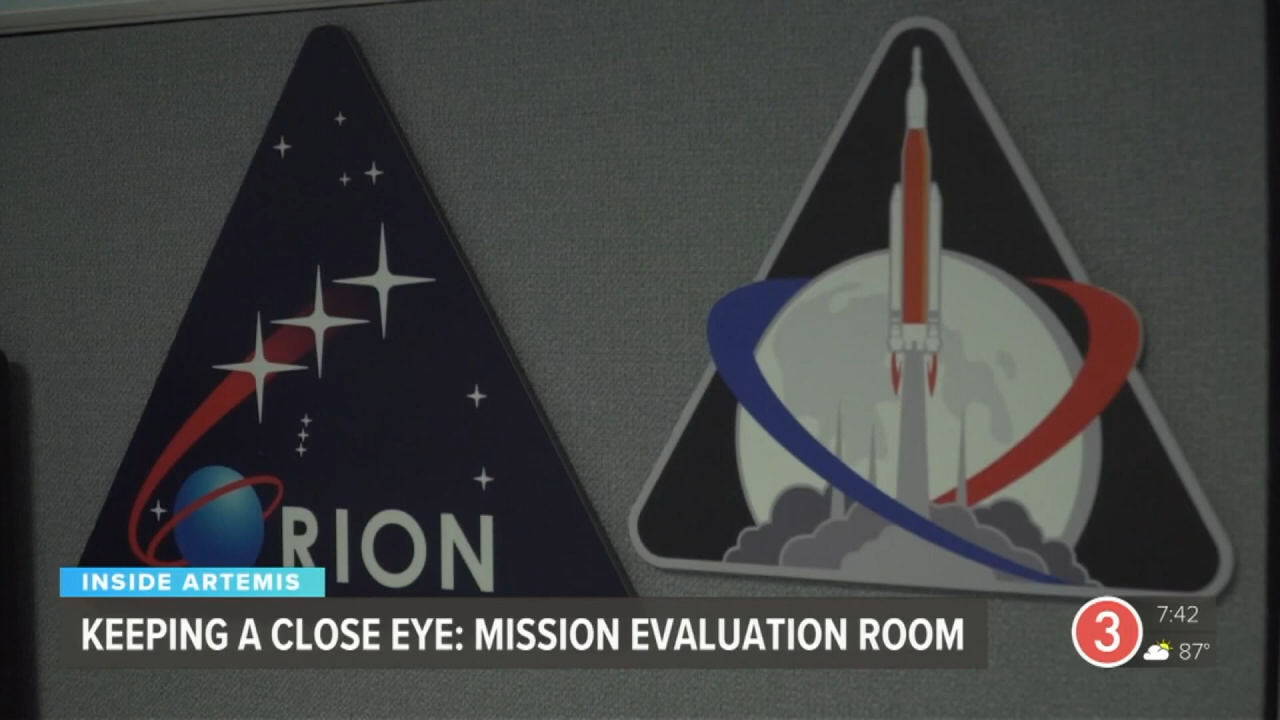 RION
INSIDE ARTEMIS
KEEPING A CLOSE EYE: MISSION EVALUATION ROOM
3
7:42
87°